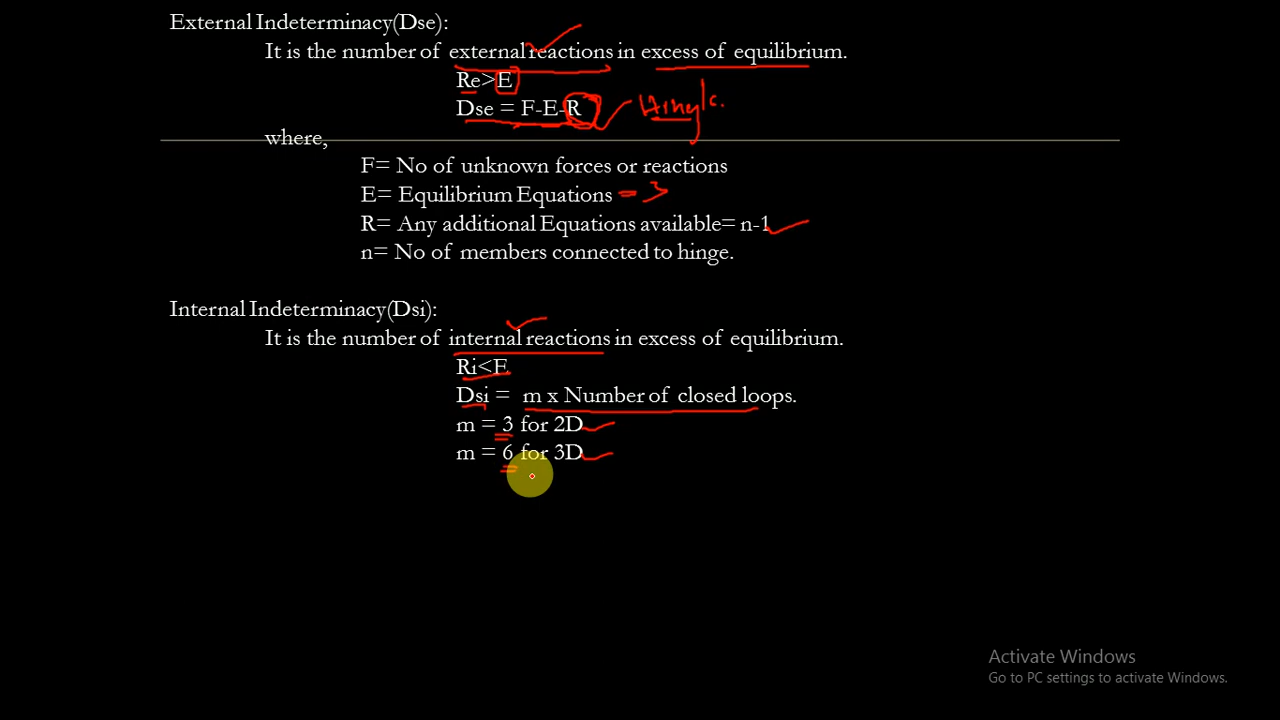 External Indeterminacy(Dse):
It is the number of external reactions in excess of equilibrium.
Re>E
Dse = F-E-R Hinge.
where,
F= No of unknown forces or reactions
E= Equilibrium Equations = 3
R= Any additional Equations available= n-1
n= No of members connected to hinge.
Internal Indeterminacy(Dsi):
It is the number of internal reactions in excess of equilibrium.
Ri<E
Dsi = m x Number of closed loops.
m = 3 for 2D
m = 6 for 3D
Activate Windows
Go to PC settings to activate Windows.